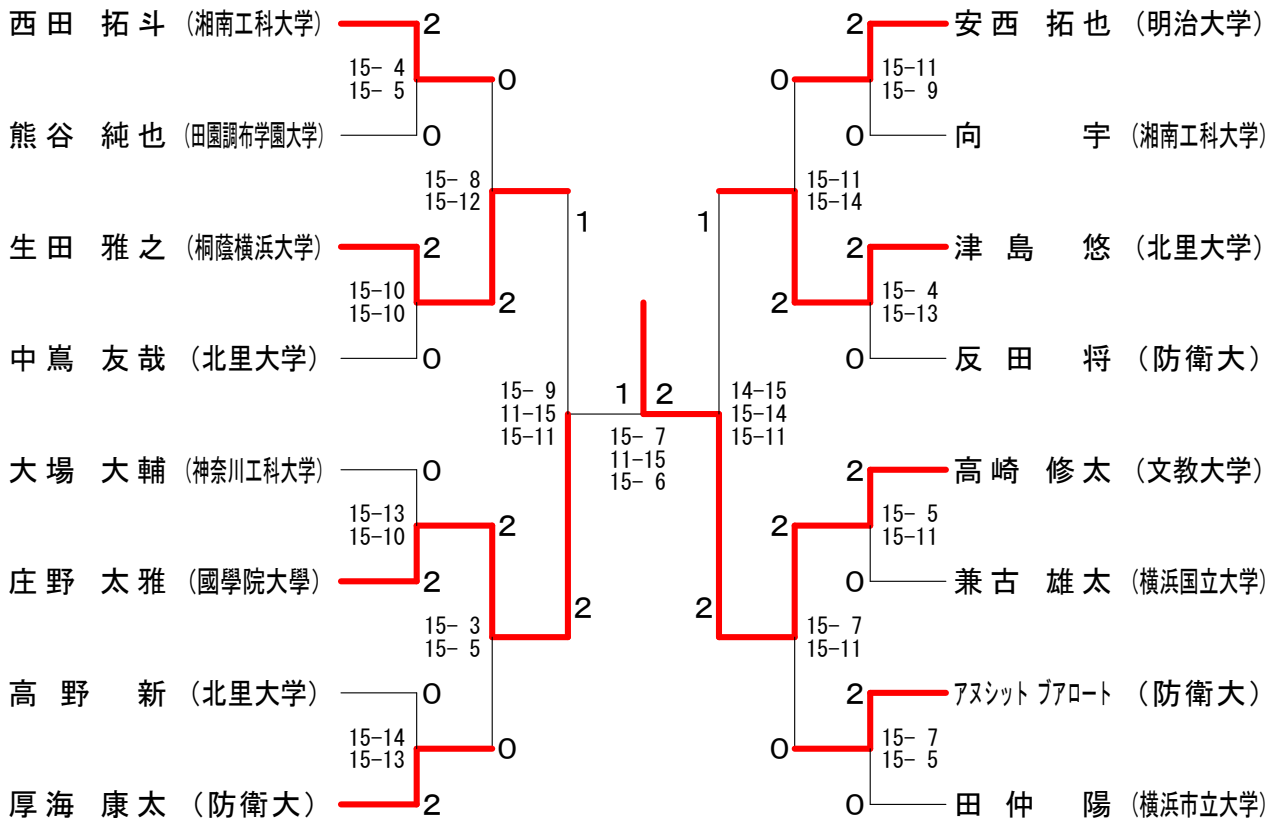 西田 拓斗 (湘南工科大学) 2
15- 4
15- 5
0
熊谷 純也 (田園調布学園大学) 0
15- 8
15-12
1
生田 雅之 (桐蔭横浜大学) 2
15-10
15-10
2
中嶌 友哉 (北里大学) 0
15- 9
11-15
15-11
大場 大輔 (神奈川工科大学) 0
15-13
15-10
2
庄野 太雅 (國學院大學) 2
15- 3
15- 5
2
高野 新 (北里大学) 0
15-14
15-13
0
厚海 康太 (防衛大) 2
1 2
15- 7
11-15
15- 6
2 安西 拓也 (明治大学)
0
15-11
15- 9
0 向 宇 (湘南工科大学)
1
15-11
15-14
2 津島 悠 (北里大学)
2
15- 4
15-13
0 反田 将 (防衛大)
14-15
15-14
15-11
2 高崎 修太 (文教大学)
2
15- 5
15-11
0 兼古 雄太 (横浜国立大学)
2
15- 7
15-11
2 アヌシット ブアロート (防衛大)
0
15- 7
15- 5
0 田仲 陽 (横浜市立大学)